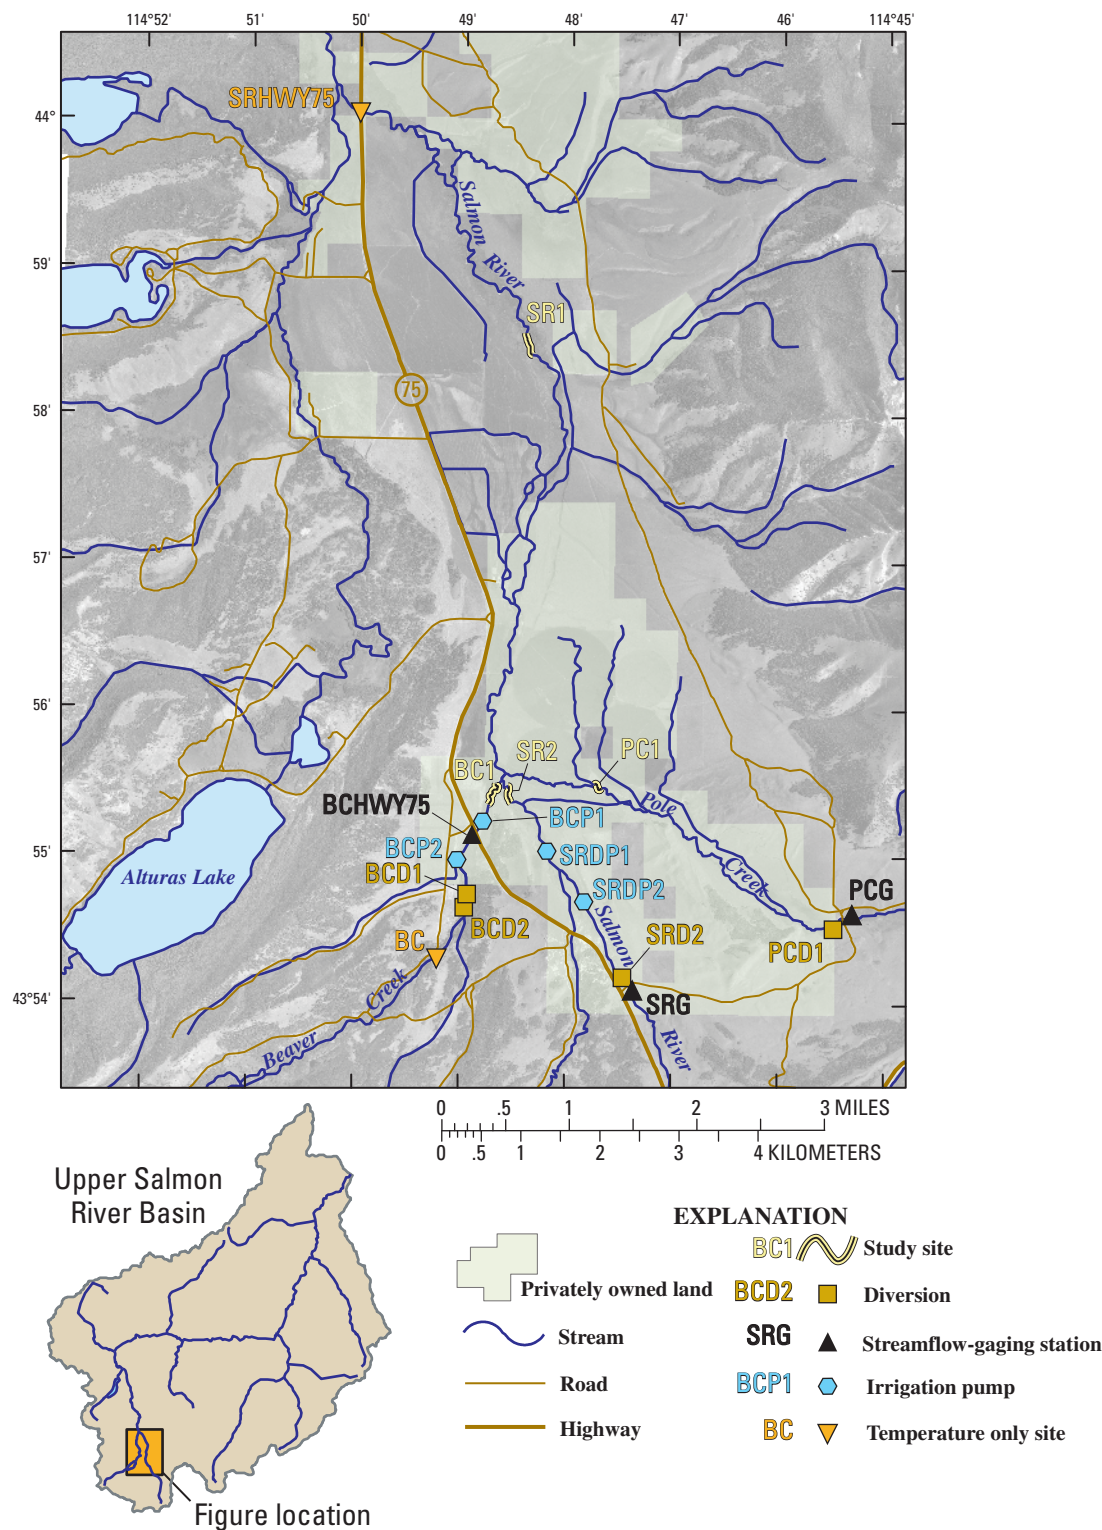 114°52'
51'
50'
49'
48'
47'
46'
114°45'
44°
59'
58'
57'
56'
55'
43°54'
SRHWY75
Salmon
River
SR1
75
BC1
SR2
PC1
BCHWY75
BCP1
Pole
Creek
BCP2
SRDP1
BCD1
SRDP2
Alturas Lake
PCG
BCD2
Salmon
BC
SRD2
PCD1
Creek
SRG
Beaver
River
0 .5 1 2 3 MILES
0 .5 1 2 3 4 KILOMETERS
Upper Salmon
River Basin
Figure location
EXPLANATION
Privately owned land
Stream
Road
Highway
BC1 Study site
BCD2 Diversion
SRG Streamflow-gaging station
BCP1 Irrigation pump
BC Temperature only site